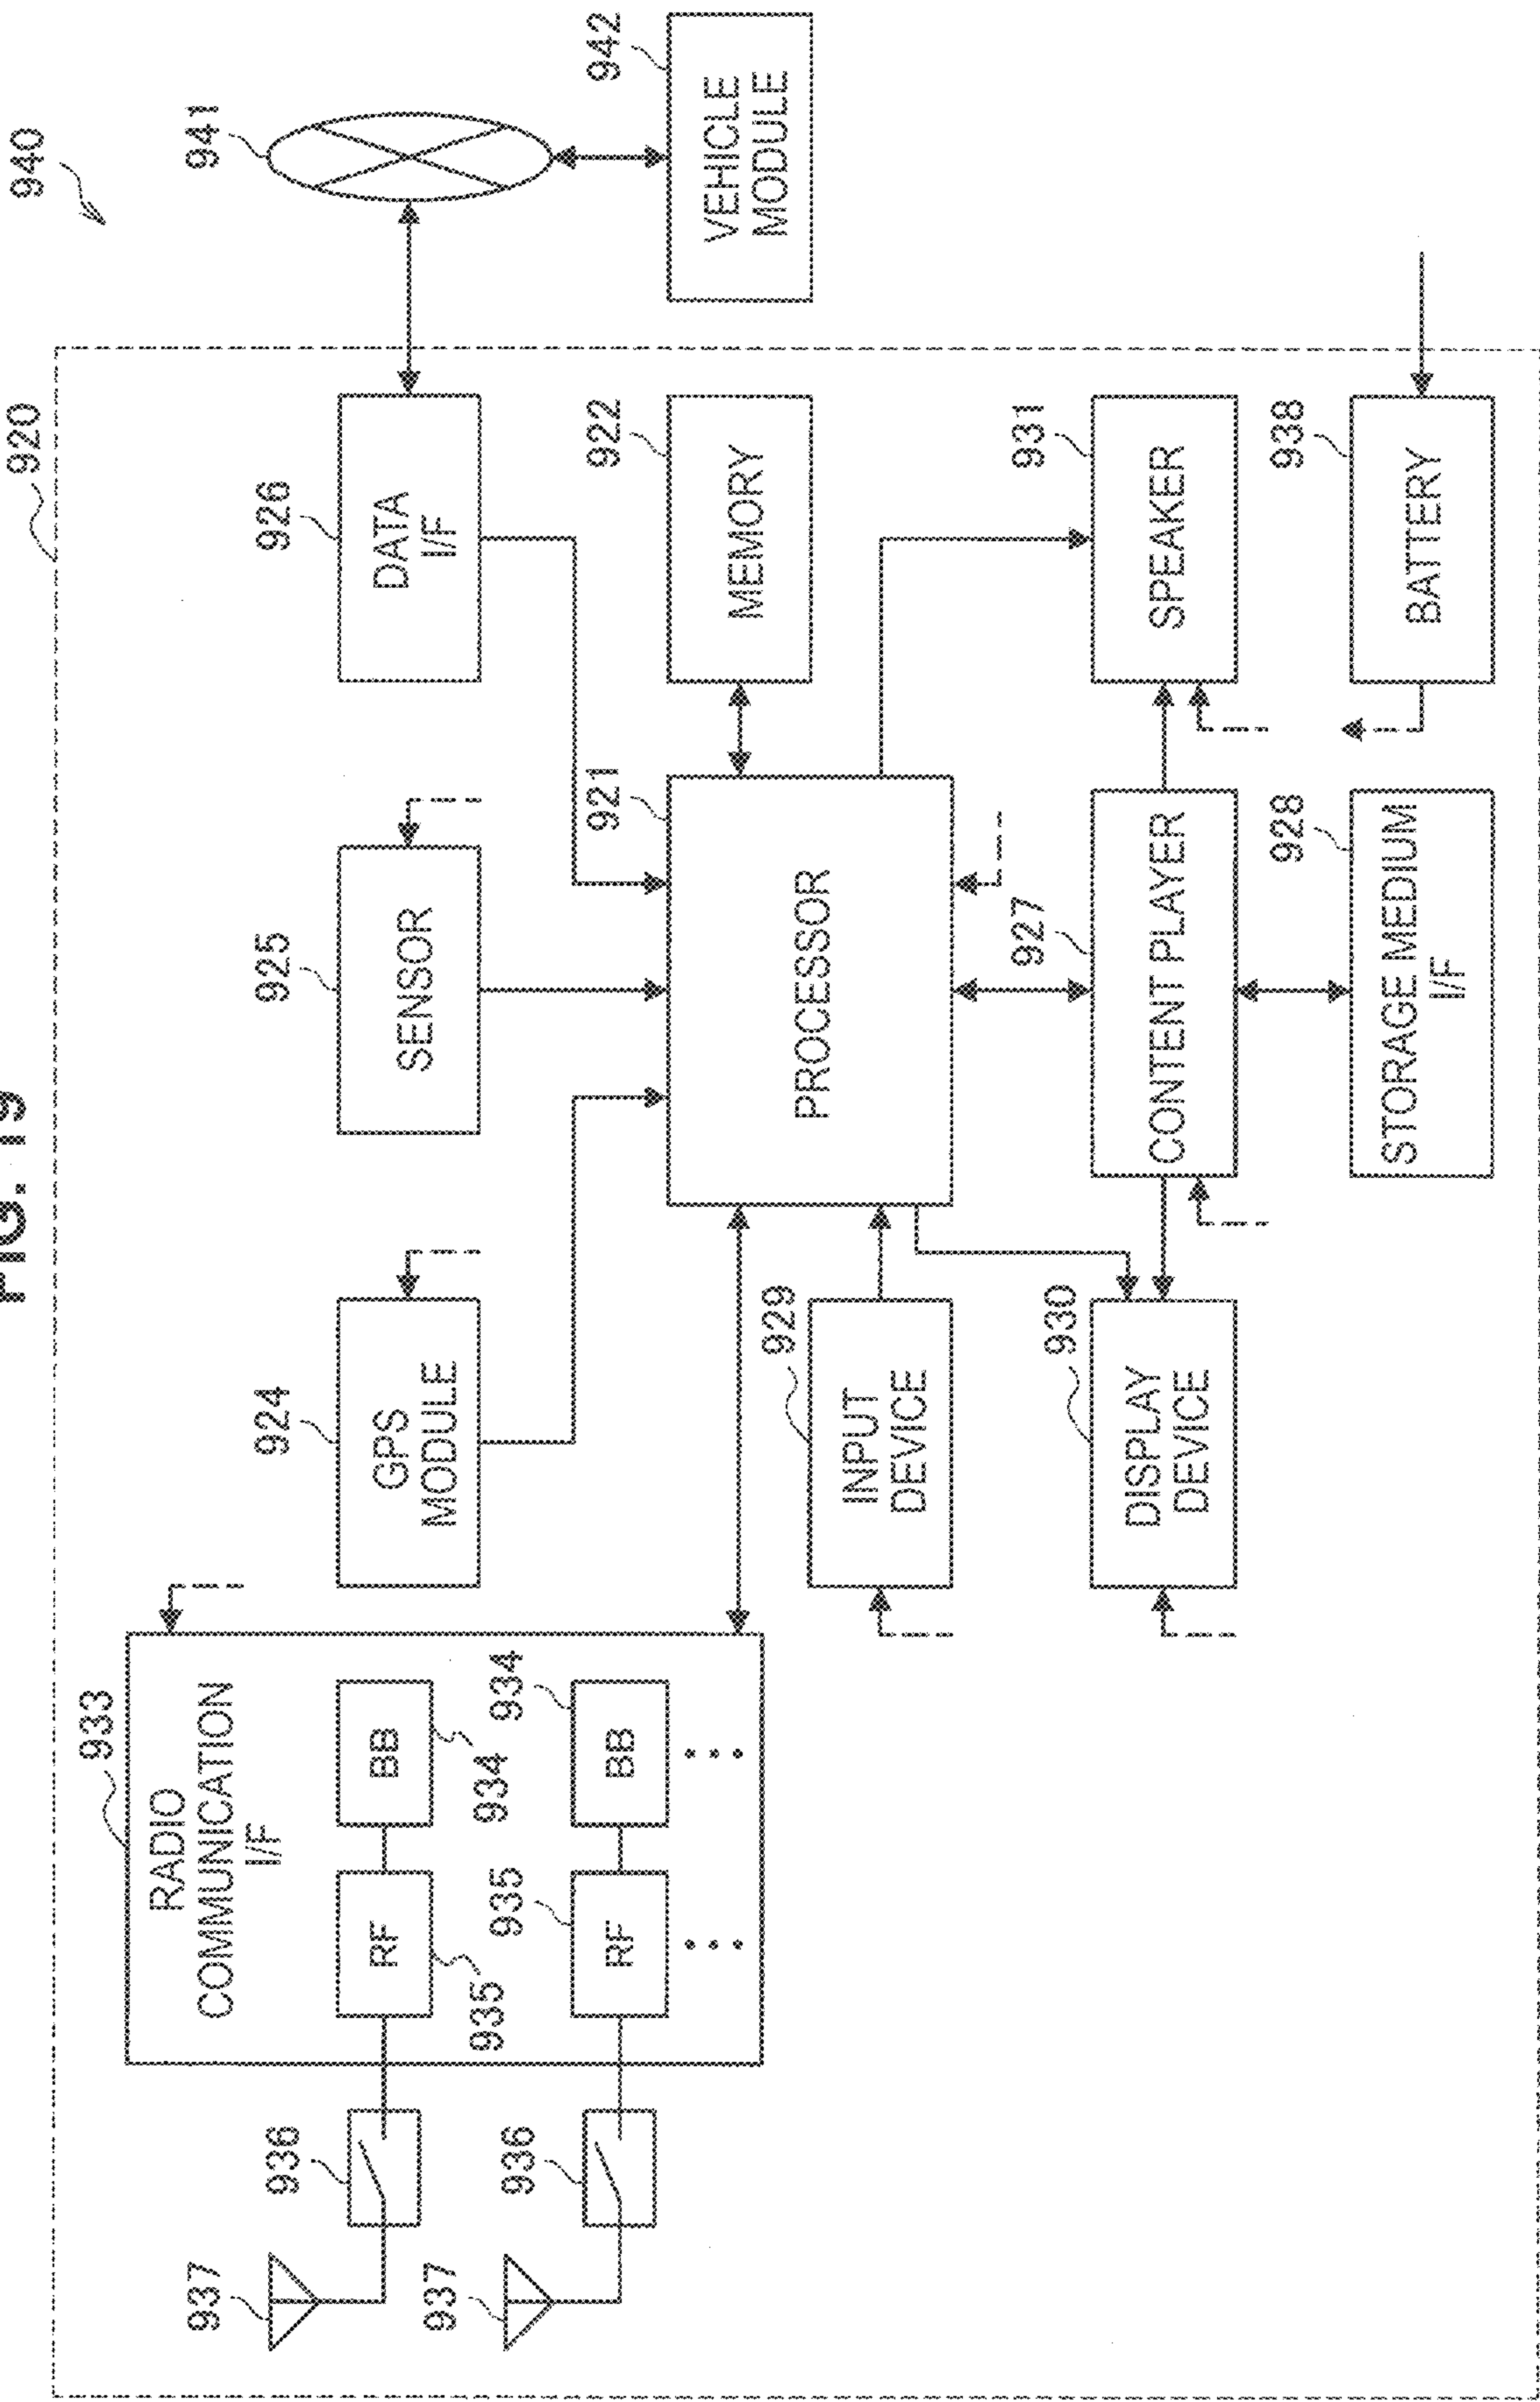 FIG. 19
940
920
941
942
VEHICLE
MODULE
933
RADIO
COMMUNICATION
I/F
937
936
RF
935
BB
934
937
936
935
RF
934
BB
924
GPS
MODULE
925
SENSOR
926
DATA
I/F
921
PROCESSOR
922
MEMORY
929
INPUT
DEVICE
930
DISPLAY
DEVICE
927
CONTENT PLAYER
931
SPEAKER
928
STORAGE MEDIUM
I/F
938
BATTERY